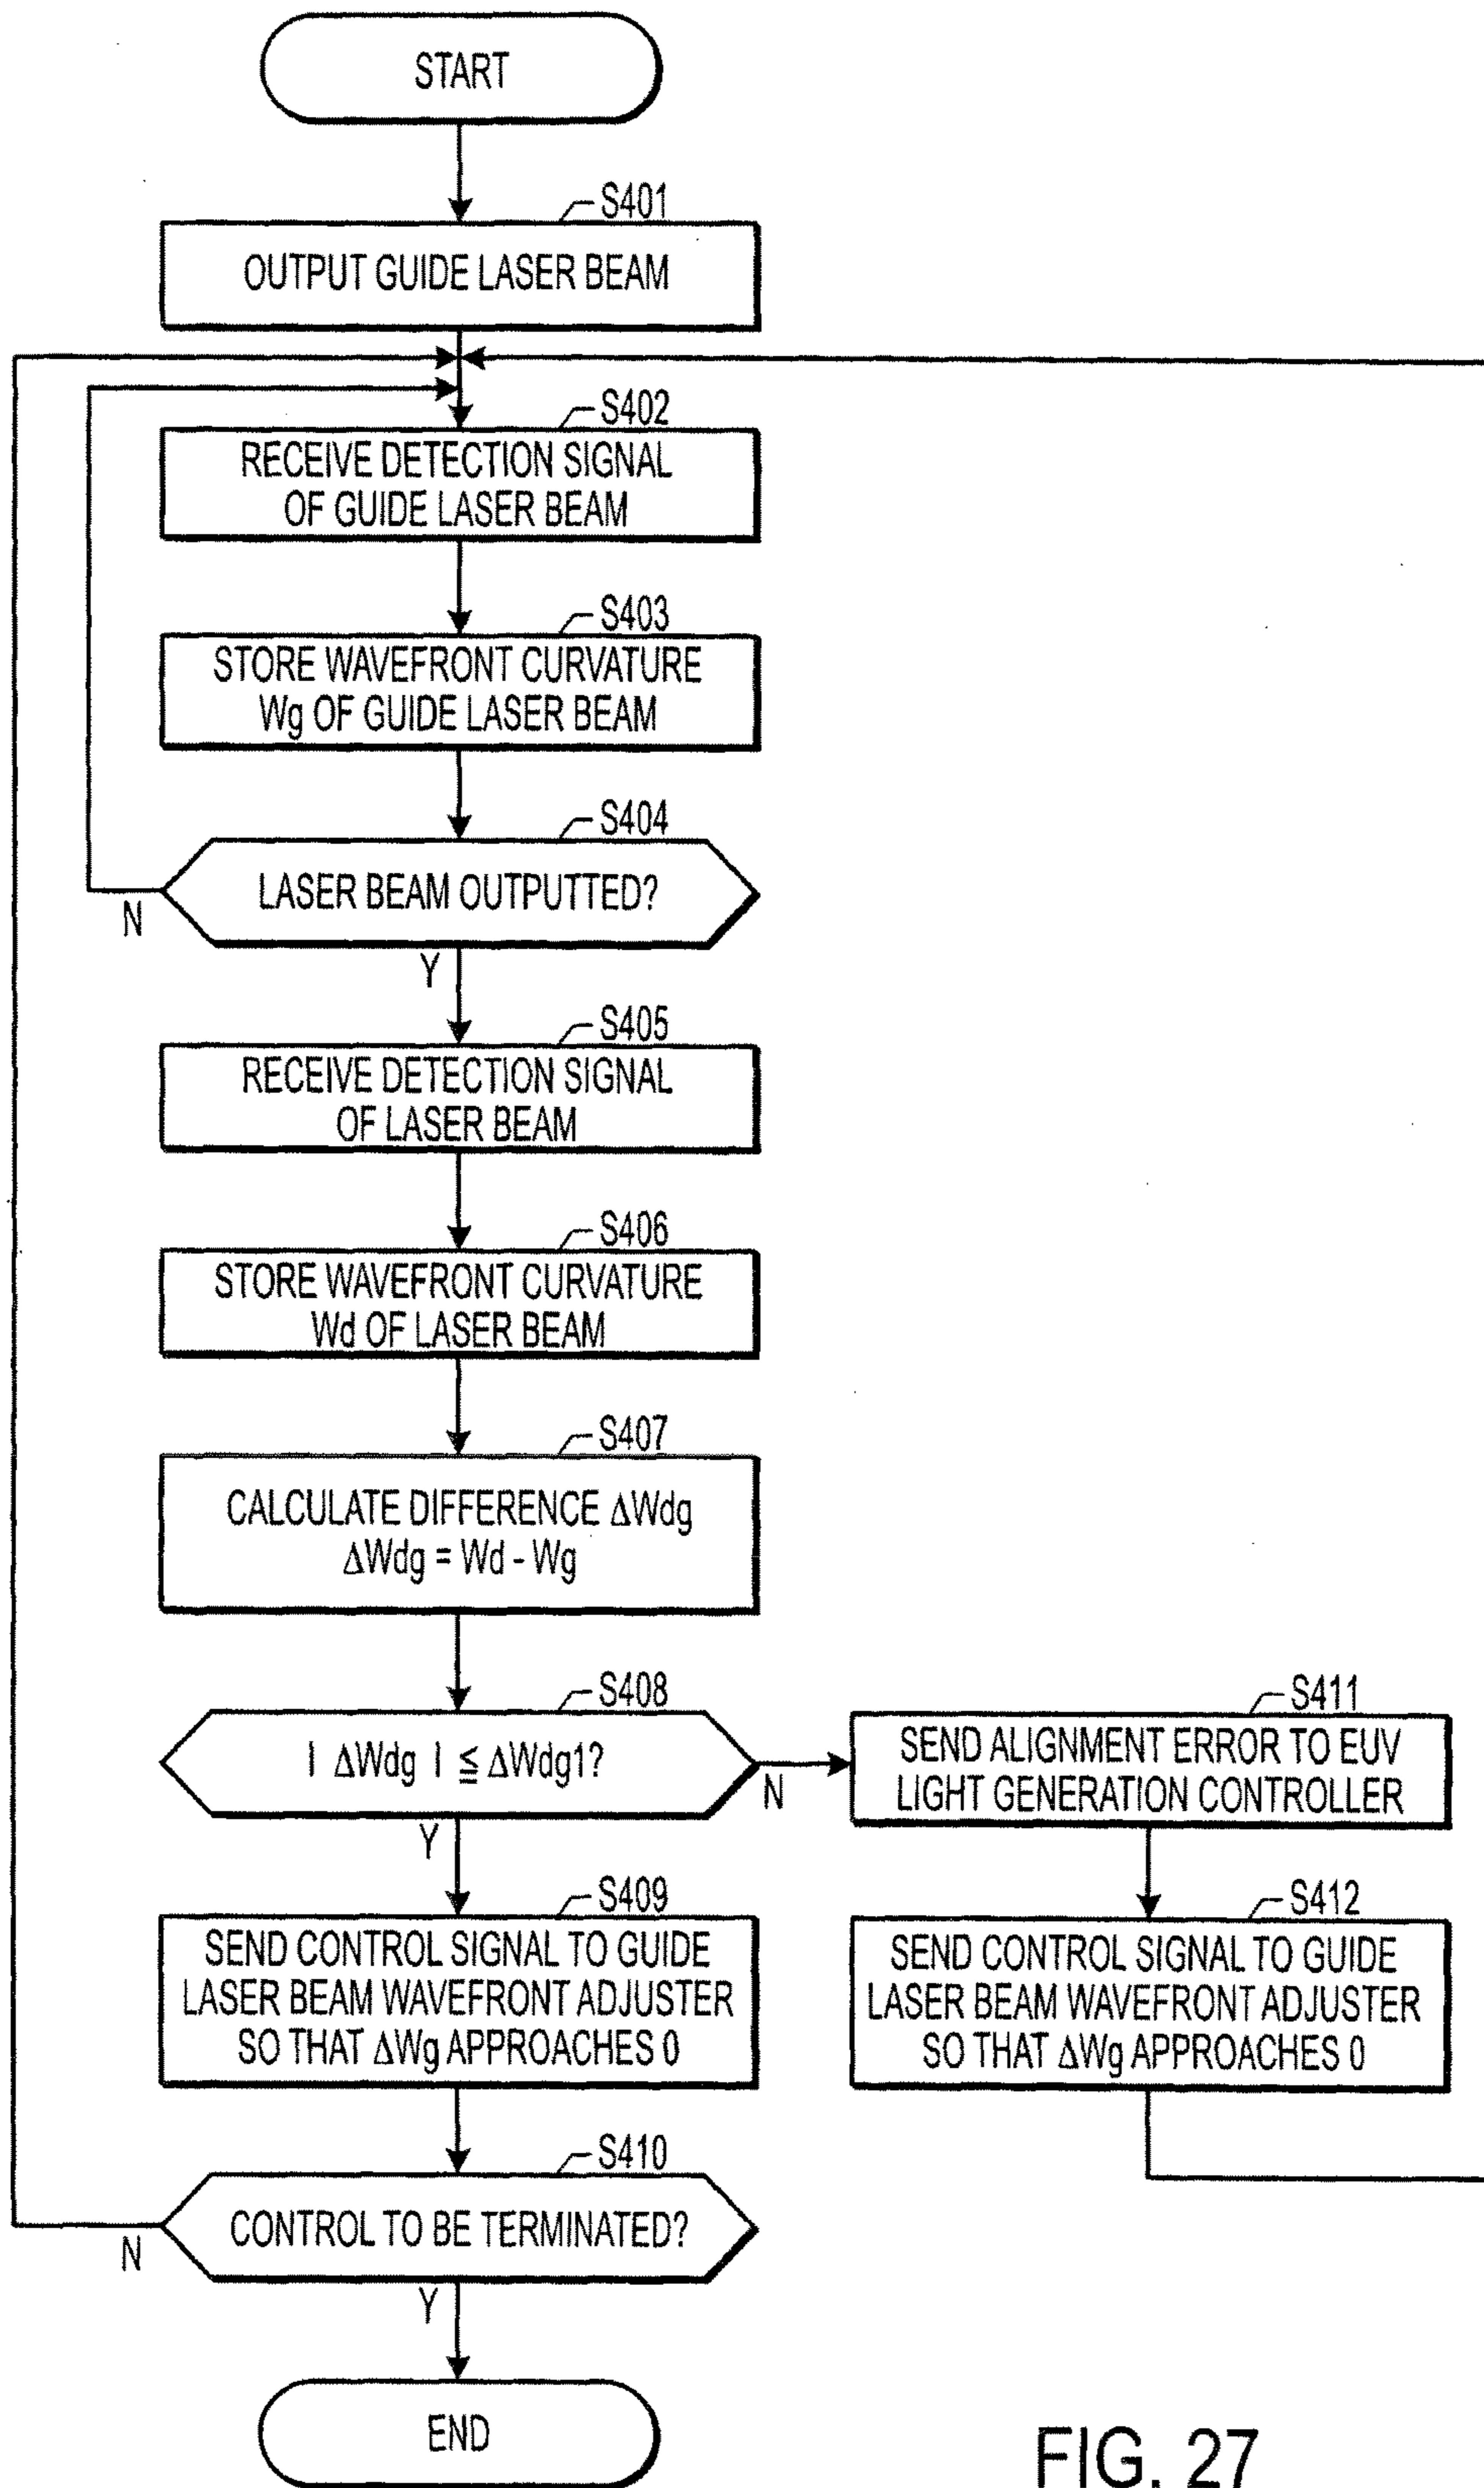 START
S401
OUTPUT GUIDE LASER BEAM
S402
RECEIVE DETECTION SIGNAL
OF GUIDE LASER BEAM
S403
STORE WAVEFRONT CURVATURE
Wg OF GUIDE LASER BEAM
S404
LASER BEAM OUTPUTTED?
N
Y
S405
RECEIVE DETECTION SIGNAL
OF LASER BEAM
S406
STORE WAVEFRONT CURVATURE
Wd OF LASER BEAM
S407
CALCULATE DIFFERENCE ΔWdg
ΔWdg = Wd - Wg
S408
| ΔWdg | ≦ ΔWdg1?
N
Y
S409
SEND CONTROL SIGNAL TO GUIDE
LASER BEAM WAVEFRONT ADJUSTER
SO THAT ΔWg APPROACHES 0
S410
CONTROL TO BE TERMINATED?
N
Y
END
S411
SEND ALIGNMENT ERROR TO EUV
LIGHT GENERATION CONTROLLER
S412
SEND CONTROL SIGNAL TO GUIDE
LASER BEAM WAVEFRONT ADJUSTER
SO THAT ΔWg APPROACHES 0
FIG. 27